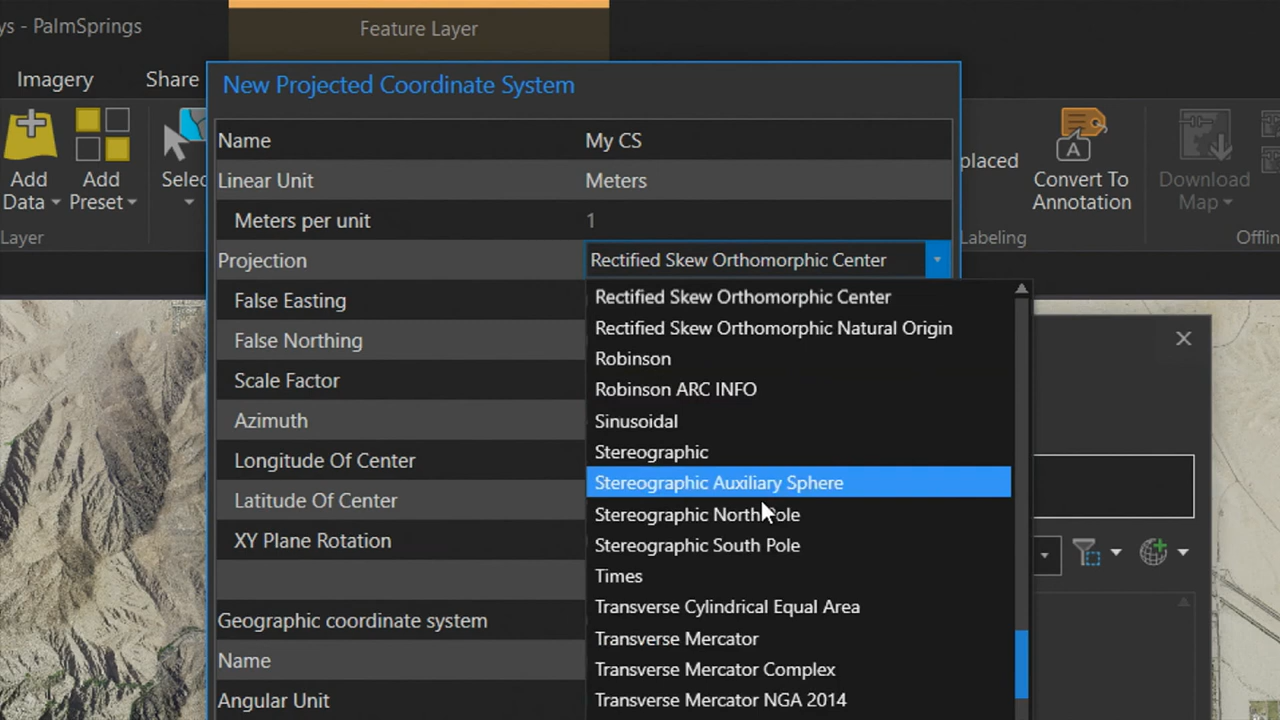 ys - PalmSprings
Feature Layer
Imagery
Share
New Projected Coordinate System
Add
Data
Add
Preset
Selec
Layer
placed
Convert To
Annotation
Download
Map
Labeling
Offlin
Name
My CS
Linear Unit
Meters
Meters per unit
1
Projection
Rectified Skew Orthomorphic Center
False Easting
False Northing
Scale Factor
Azimuth
Longitude Of Center
Latitude Of Center
XY Plane Rotation
Geographic coordinate system
Name
Angular Unit
Rectified Skew Orthomorphic Center
Rectified Skew Orthomorphic Natural Origin
Robinson
Robinson ARC INFO
Sinusoidal
Stereographic
Stereographic Auxiliary Sphere
Stereographic North Pole
Stereographic South Pole
Times
Transverse Cylindrical Equal Area
Transverse Mercator
Transverse Mercator Complex
Transverse Mercator NGA 2014